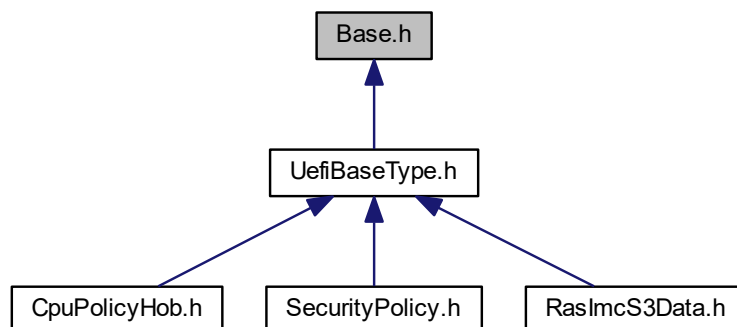 Base.h
UefiBaseType.h
CpuPolicyHob.h
SecurityPolicy.h
RasImcS3Data.h